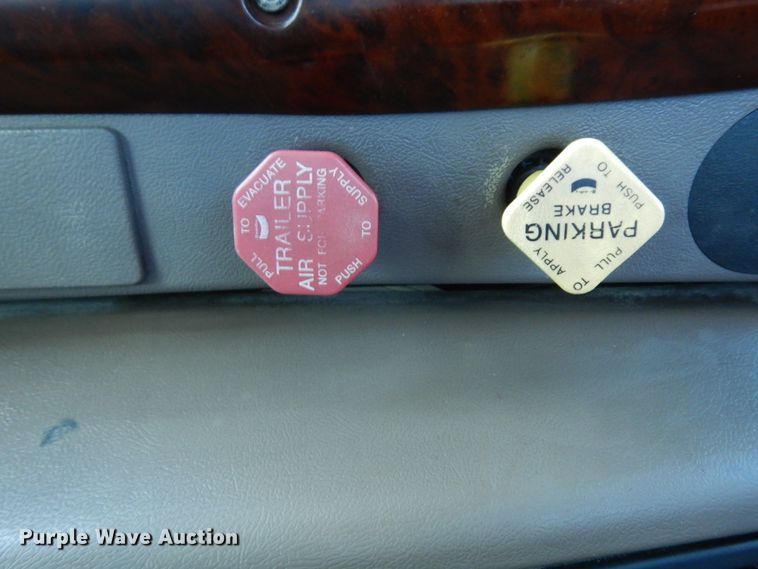 PULL TO EVACUATE
TRAILER
AIR SUPPLY
NOT FOR PARKING
PUSH TO SUPPLY
PUSH TO RELEASE
PARKING
BRAKE
PULL TO APPLY
Purple Wave Auction